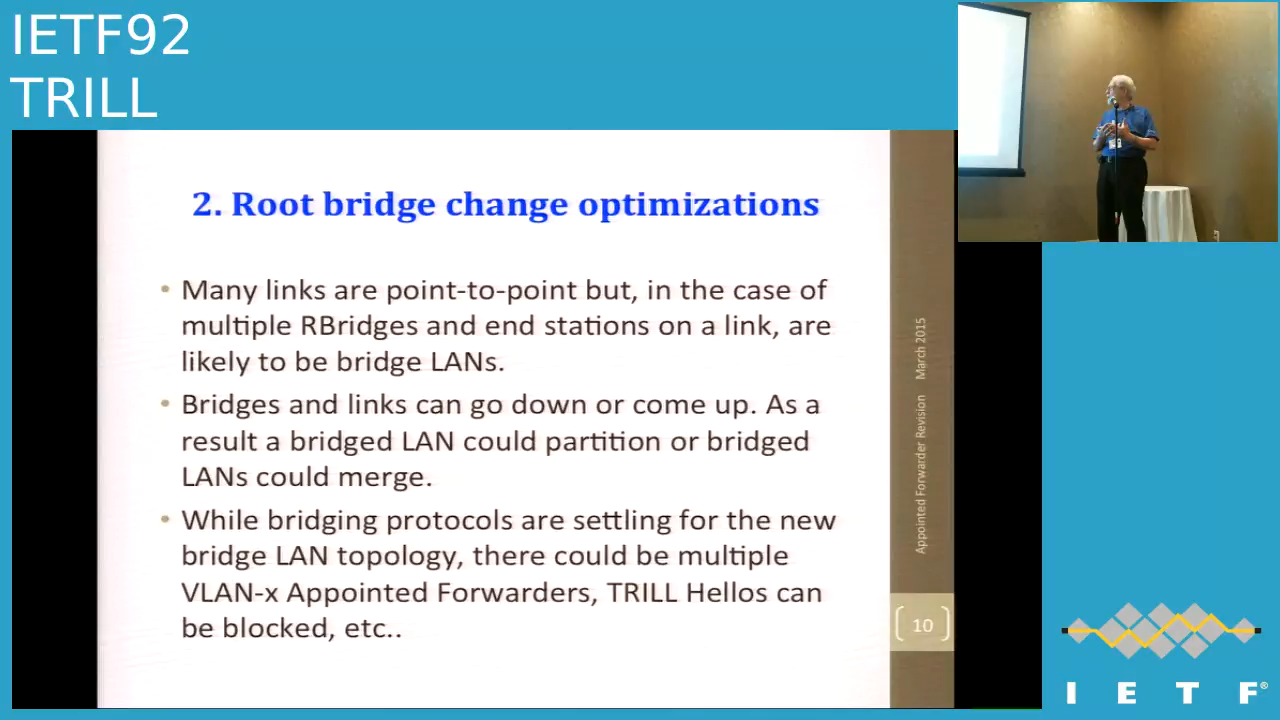 IETF92
TRILL
2. Root bridge change optimizations
• Many links are point-to-point but, in the case of
multiple RBridges and end stations on a link, are
likely to be bridge LANs.
• Bridges and links can go down or come up. As a
result a bridged LAN could partition or bridged
LANs could merge.
• While bridging protocols are settling for the new
bridge LAN topology, there could be multiple
VLAN-x Appointed Forwarders, TRILL Hellos can
be blocked, etc..
Appointed Forwarder Revision March 2015
10
I E T F®